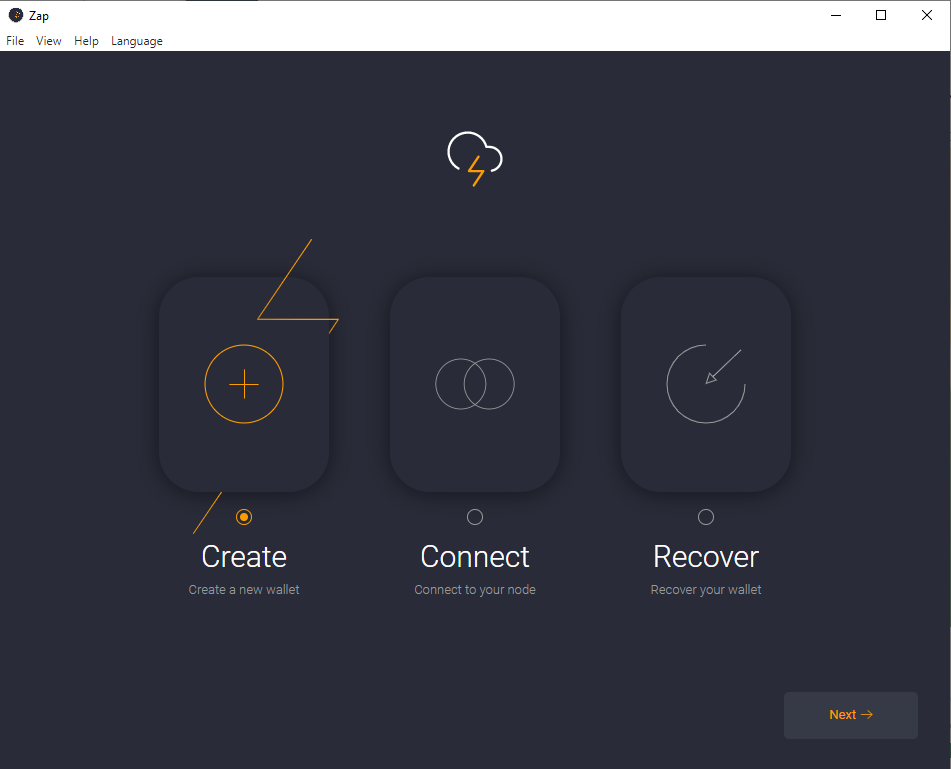 Zap
File View Help Language
Create
Connect
Recover
Create a new wallet
Connect to your node
Recover your wallet
Next →